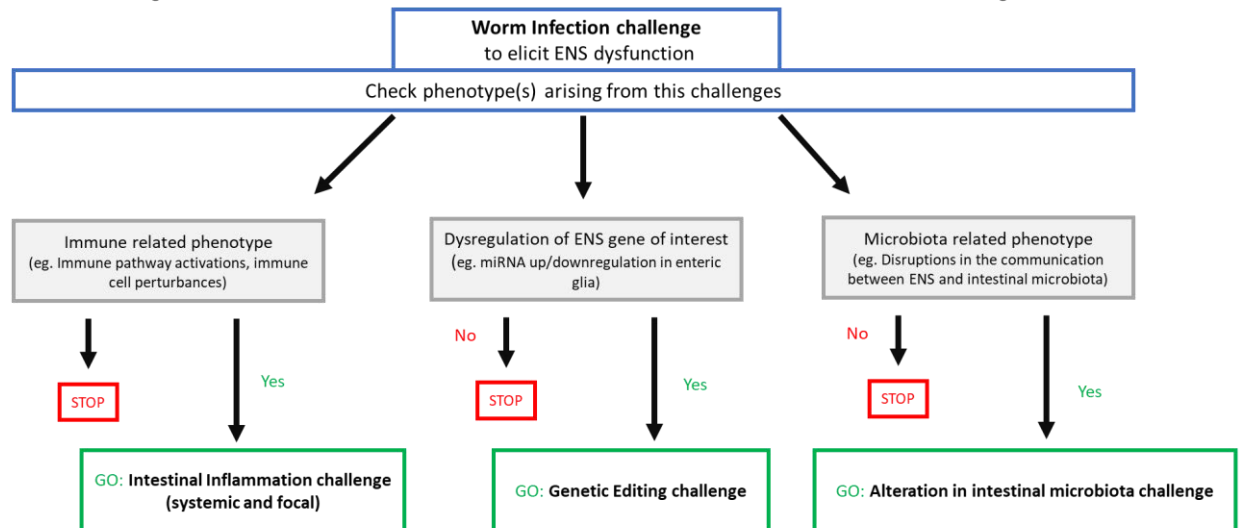 Worm Infection challenge
to elicit ENS dysfunction
Check phenotype(s) arising from this challenges
Immune related phenotype
(eg. Immune pathway activations, immune
cell perturbances)
Dysregulation of ENS gene of interest
(eg. miRNA up/downregulation in enteric
glia)
Microbiota related phenotype
(eg. Disruptions in the communication
between ENS and intestinal microbiota)
STOP
Yes
No
STOP
Yes
No
STOP
Yes
GO: Intestinal Inflammation challenge
(systemic and focal)
GO: Genetic Editing challenge
GO: Alteration in intestinal microbiota challenge